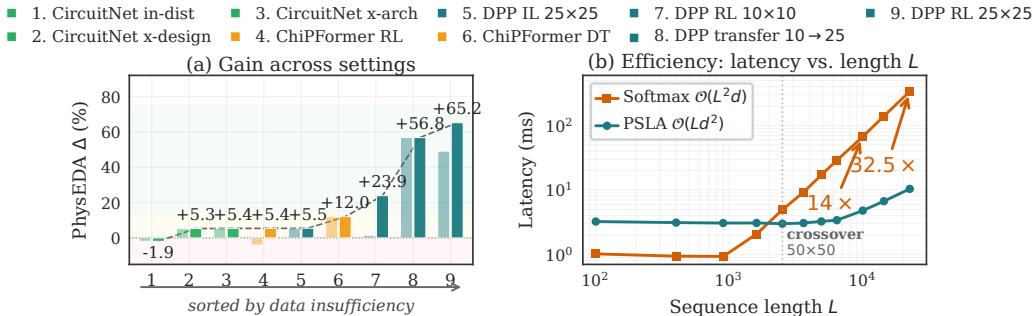 1. CircuitNet in-dist
2. CircuitNet x-design
3. CircuitNet x-arch
4. ChiPFormer RL
5. DPP IL 25×25
6. ChiPFormer DT
7. DPP RL 10×10
8. DPP transfer 10→25
9. DPP RL 25×25
(a) Gain across settings
PhysEDA Δ (%)
80
60
40
20
0
-1.9
+5.3
+5.4
+5.4
+5.5
+12.0
+23.9
+56.8
+65.2
1 2 3 4 5 6 7 8 9
sorted by data insufficiency
(b) Efficiency: latency vs. length L
Latency (ms)
10²
10¹
10⁰
Softmax O(L²d)
PSLA O(Ld²)
14×
32.5×
crossover
50×50
10² 10³ 10⁴
Sequence length L